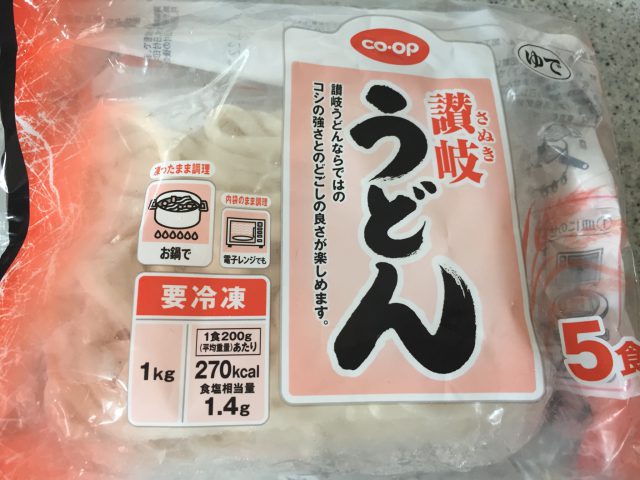 CO・OP
ゆで
さぬき
讃岐
うどん
讃岐うどんならではの
コシの強さとのどごしの良さが楽しめます。
凍ったまま調理
お鍋で
内袋のまま調理
電子レンジでも
要冷凍
1kg
1食200g
(平均重量)あたり
270kcal
食塩相当量
1.4g
5食